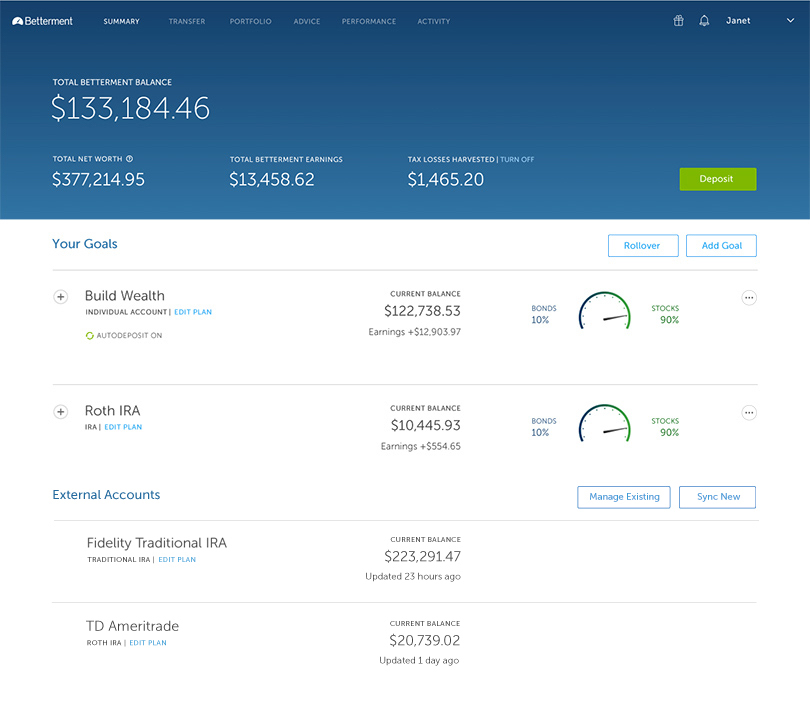 Betterment SUMMARY TRANSFER PORTFOLIO ADVICE PERFORMANCE ACTIVITY Janet
TOTAL BETTERMENT BALANCE
$133,184.46
TOTAL NET WORTH ? TOTAL BETTERMENT EARNINGS TAX LOSSES HARVESTED | TURN OFF
$377,214.95 $13,458.62 $1,465.20
Deposit
Your Goals Rollover Add Goal
Build Wealth CURRENT BALANCE
INDIVIDUAL ACCOUNT | EDIT PLAN $122,738.53 BONDS STOCKS
AUTODEPOSIT ON Earnings +$12,903.97 10% 90%
Roth IRA CURRENT BALANCE
IRA | EDIT PLAN $10,445.93 BONDS STOCKS
Earnings +$554.65 10% 90%
External Accounts Manage Existing Sync New
Fidelity Traditional IRA CURRENT BALANCE
TRADITIONAL IRA | EDIT PLAN $223,291.47
Updated 23 hours ago
TD Ameritrade CURRENT BALANCE
ROTH IRA | EDIT PLAN $20,739.02
Updated 1 day ago